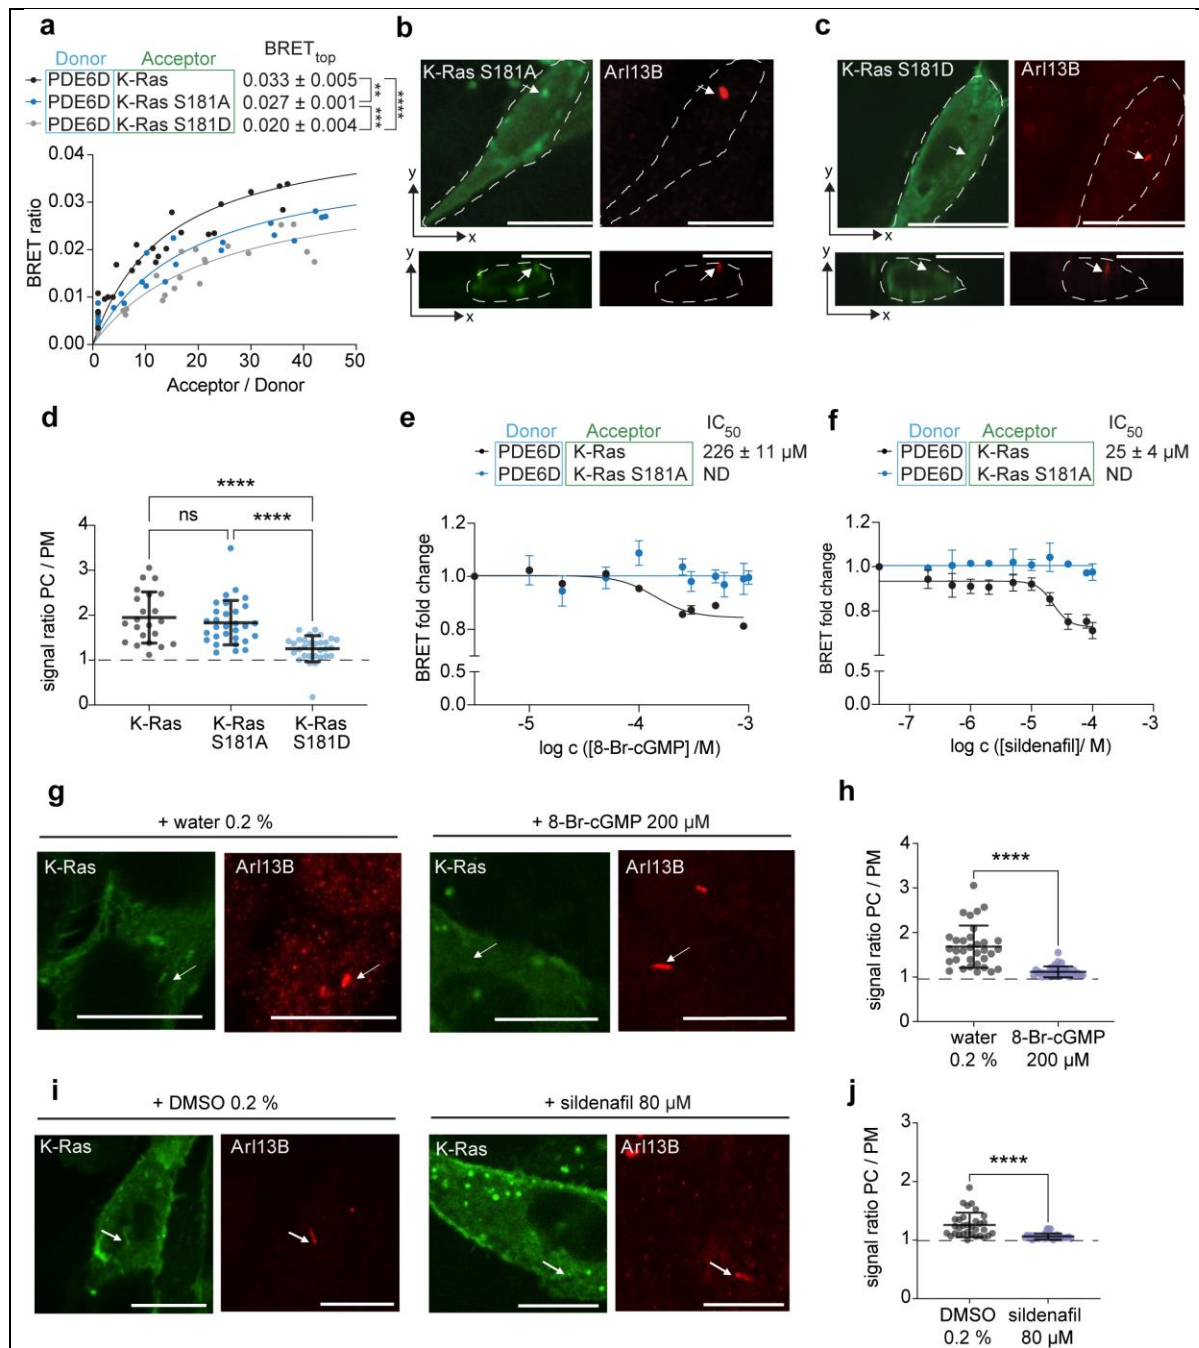 a
Donor Acceptor BRETtop
PDE6D K-Ras 0.033 ± 0.005
PDE6D K-Ras S181A 0.027 ± 0.001
PDE6D K-Ras S181D 0.020 ± 0.004
** *** ****
0.04
0.03
0.02
0.01
0.00
BRET ratio
0 10 20 30 40 50
Acceptor / Donor
b
K-Ras S181A Arl13B
y
x
y
x
c
K-Ras S181D Arl13B
y
x
y
x
d
****
ns ****
4
3
2
1
0
signal ratio PC / PM
K-Ras K-Ras K-Ras
S181A S181D
e
Donor Acceptor IC50
PDE6D K-Ras 226 ± 11 µM
PDE6D K-Ras S181A ND
1.2
1.0
0.8
0.5
0.0
BRET fold change
-5 -4 -3
log c ([8-Br-cGMP] /M)
f
Donor Acceptor IC50
PDE6D K-Ras 25 ± 4 µM
PDE6D K-Ras S181A ND
1.2
1.0
0.8
0.5
0.0
BRET fold change
-7 -6 -5 -4 -3
log c ([sildenafil]/ M)
g
+ water 0.2 % + 8-Br-cGMP 200 µM
K-Ras Arl13B K-Ras Arl13B
h
****
4
3
2
1
0
signal ratio PC / PM
water 8-Br-cGMP
0.2 % 200 µM
i
+ DMSO 0.2 % + sildenafil 80 µM
K-Ras Arl13B K-Ras Arl13B
j
****
3
2
1
0
signal ratio PC / PM
DMSO sildenafil
0.2 % 80 µM